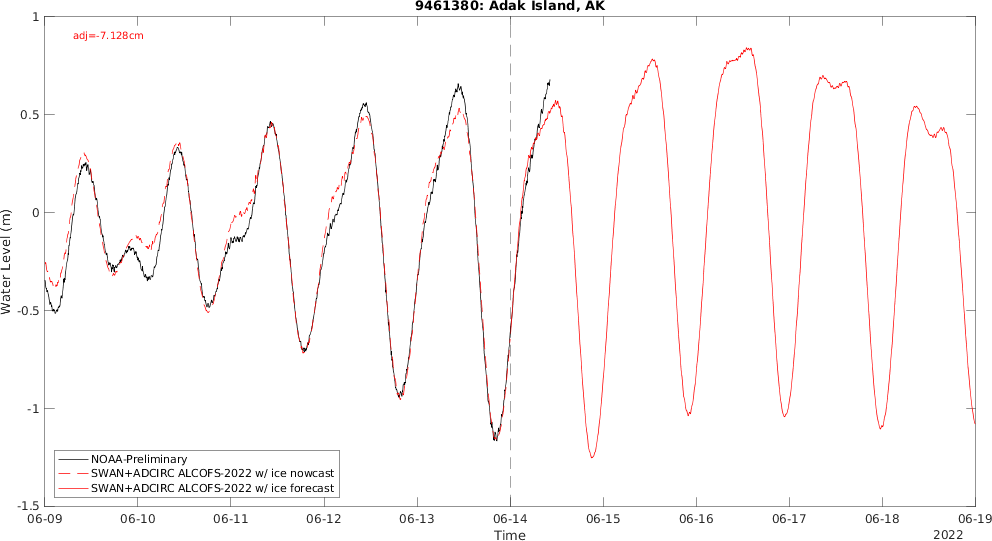 9461380: Adak Island, AK
adj=-7.128cm
1
0.5
0
-0.5
-1
-1.5
Water Level (m)
NOAA-Preliminary
SWAN+ADCIRC ALCOFS-2022 w/ ice nowcast
SWAN+ADCIRC ALCOFS-2022 w/ ice forecast
06-09 06-10 06-11 06-12 06-13 06-14 06-15 06-16 06-17 06-18 06-19
Time
2022